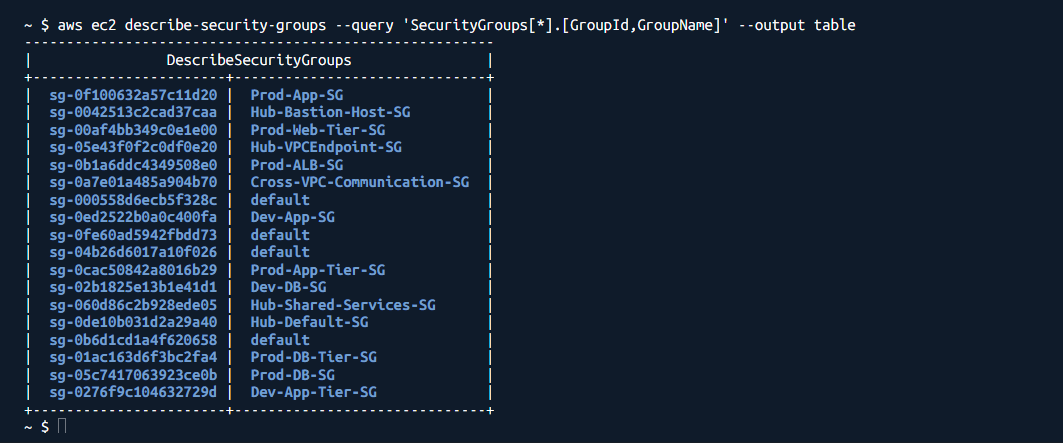 ~ $ aws ec2 describe-security-groups --query 'SecurityGroups[*].[GroupId,GroupName]' --output table
-------------------------------------------------------
|                DescribeSecurityGroups                |
+-----------------------+------------------------------+
|  sg-0f100632a57c11d20 |  Prod-App-SG                 |
|  sg-0042513c2cad37caa |  Hub-Bastion-Host-SG         |
|  sg-00af4bb349c0e1e00 |  Prod-Web-Tier-SG            |
|  sg-05e43f0f2c0df0e20 |  Hub-VPCEndpoint-SG          |
|  sg-0b1a6ddc4349508e0 |  Prod-ALB-SG                 |
|  sg-0a7e01a485a904b70 |  Cross-VPC-Communication-SG  |
|  sg-000558d6ecb5f328c |  default                     |
|  sg-0ed2522b0a0c400fa |  Dev-App-SG                  |
|  sg-0fe60ad5942fbdd73 |  default                     |
|  sg-04b26d6017a10f026 |  default                     |
|  sg-0cac50842a8016b29 |  Prod-App-Tier-SG            |
|  sg-02b1825e13b1e41d1 |  Dev-DB-SG                   |
|  sg-060d86c2b928ede05 |  Hub-Shared-Services-SG      |
|  sg-0de10b031d2a29a40 |  Hub-Default-SG              |
|  sg-0b6d1cd1a4f620658 |  default                     |
|  sg-01ac163d6f3bc2fa4 |  Prod-DB-Tier-SG             |
|  sg-05c7417063923ce0b |  Prod-DB-SG                  |
|  sg-0276f9c104632729d |  Dev-App-Tier-SG             |
+-----------------------+------------------------------+
~ $